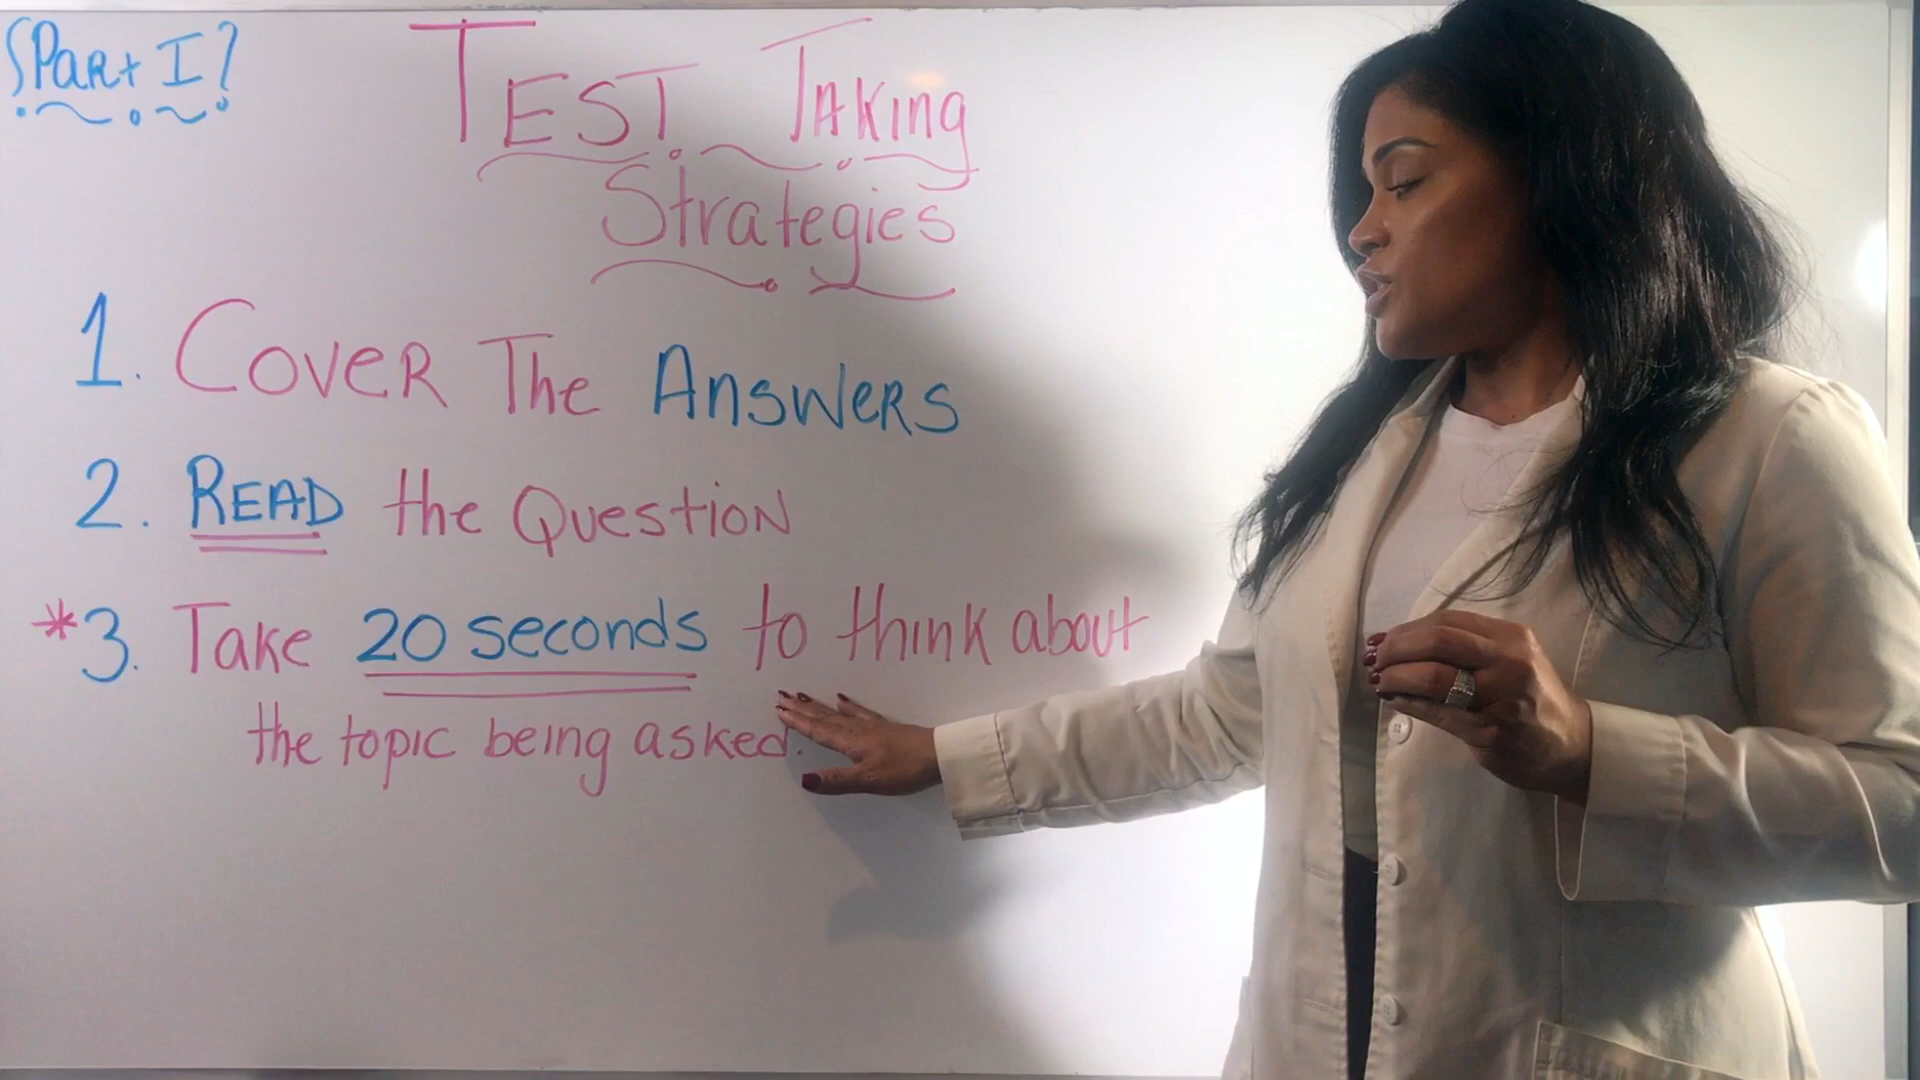 {Part I}
Test Taking
Strategies
1. Cover The Answers
2. Read the Question
*3. Take 20 seconds to think about
the topic being asked.